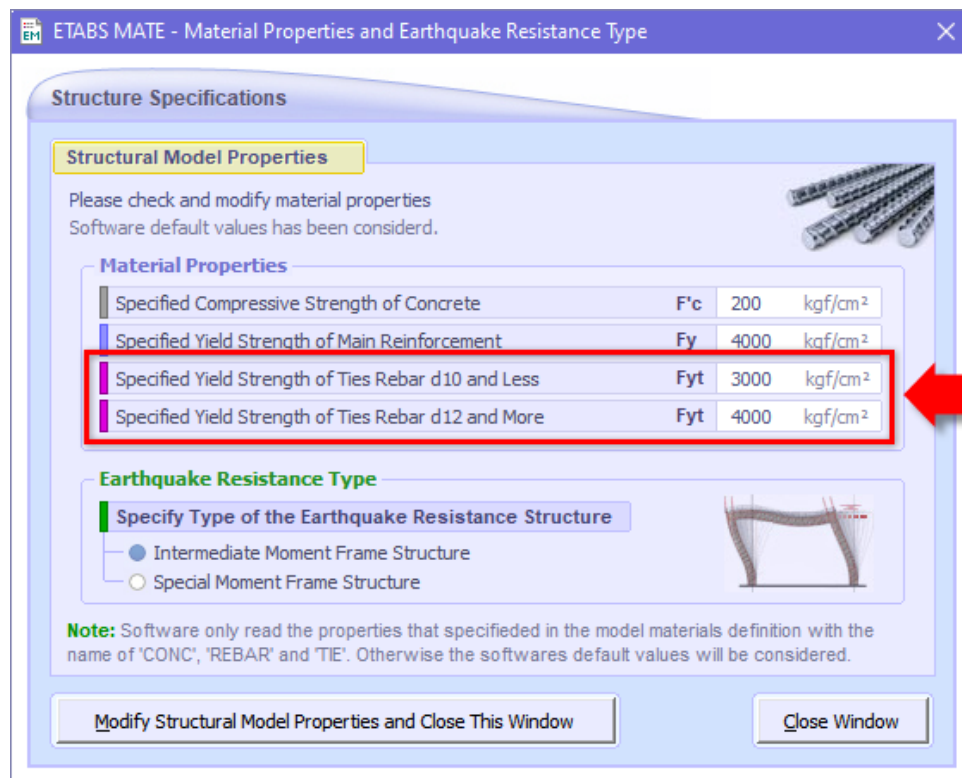 EM ETABS MATE - Material Properties and Earthquake Resistance Type
Structure Specifications
Structural Model Properties
Please check and modify material properties
Software default values has been considerd.
Material Properties
Specified Compressive Strength of Concrete F'c 200 kgf/cm²
Specified Yield Strength of Main Reinforcement Fy 4000 kgf/cm²
Specified Yield Strength of Ties Rebar d10 and Less Fyt 3000 kgf/cm²
Specified Yield Strength of Ties Rebar d12 and More Fyt 4000 kgf/cm²
Earthquake Resistance Type
Specify Type of the Earthquake Resistance Structure
Intermediate Moment Frame Structure
Special Moment Frame Structure
Note: Software only read the properties that specifieded in the model materials definition with the
name of 'CONC', 'REBAR' and 'TIE'. Otherwise the softwares default values will be considered.
Modify Structural Model Properties and Close This Window
Close Window